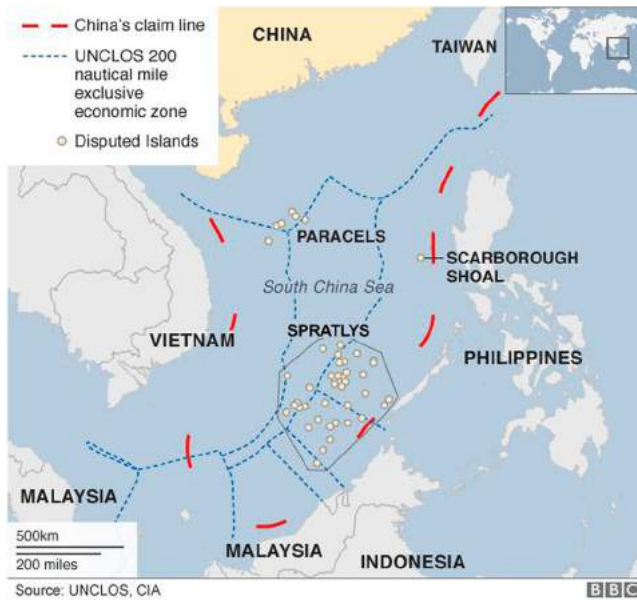 China's claim line
UNCLOS 200
nautical mile
exclusive
economic zone
Disputed Islands
CHINA
TAIWAN
PARACELS
SCARBOROUGH
SHOAL
South China Sea
SPRATLYS
VIETNAM
PHILIPPINES
MALAYSIA
500km
200 miles
MALAYSIA
INDONESIA
Source: UNCLOS, CIA
BBC